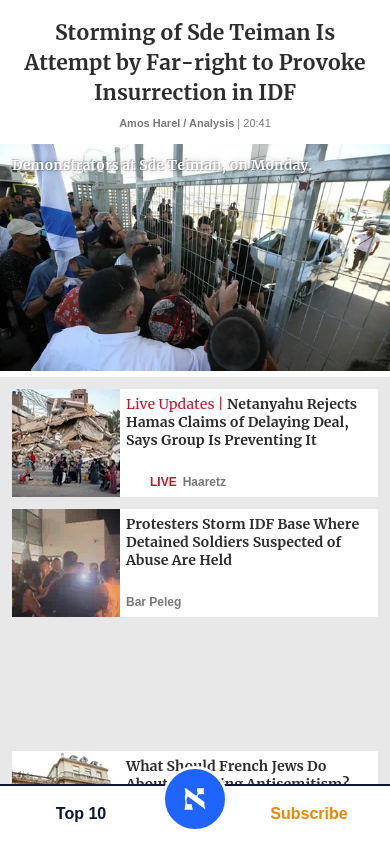 Storming of Sde Teiman Is
Attempt by Far-right to Provoke
Insurrection in IDF
Amos Harel / Analysis | 20:41
Demonstrators at Sde Teiman, on Monday.
Live Updates | Netanyahu Rejects
Hamas Claims of Delaying Deal,
Says Group Is Preventing It
LIVE Haaretz
Protesters Storm IDF Base Where
Detained Soldiers Suspected of
Abuse Are Held
Bar Peleg
What Should French Jews Do
Antisemitism?
Top 10
Subscribe